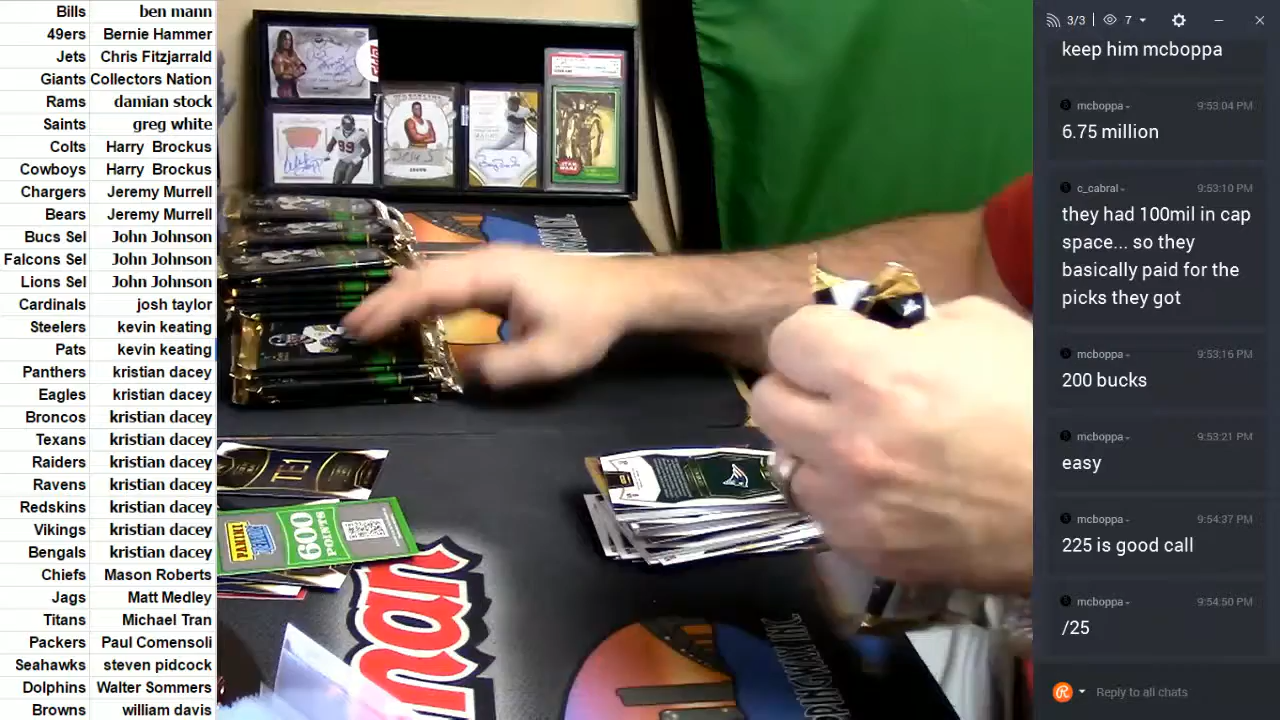 Bills ben mann
49ers Bernie Hammer
Jets Chris Fitzjarrald
Giants Collectors Nation
Rams damian stock
Saints greg white
Colts Harry Brockus
Cowboys Harry Brockus
Chargers Jeremy Murrell
Bears Jeremy Murrell
Bucs Sel John Johnson
Falcons Sel John Johnson
Lions Sel John Johnson
Cardinals josh taylor
Steelers kevin keating
Pats kevin keating
Panthers kristian dacey
Eagles kristian dacey
Broncos kristian dacey
Texans kristian dacey
Raiders kristian dacey
Ravens kristian dacey
Redskins kristian dacey
Vikings kristian dacey
Bengals kristian dacey
Chiefs Mason Roberts
Jags Matt Medley
Titans Michael Tran
Packers Paul Comensoli
Seahawks steven pidcock
Dolphins Walter Sommers
Browns william davis
STAR WARS
99
TE1
PANINI
600
POINTS
3/3
7
keep him mcboppa
mcboppa 9:53:04 PM
6.75 million
c_cabral 9:53:10 PM
they had 100mil in cap
space... so they
basically paid for the
picks they got
mcboppa 9:53:16 PM
200 bucks
mcboppa 9:53:21 PM
easy
mcboppa 9:54:37 PM
225 is good call
mcboppa 9:54:50 PM
/25
Reply to all chats